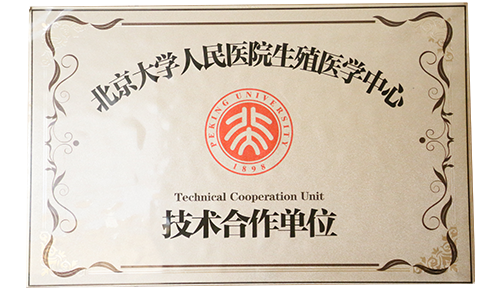 北京大学人民医院生殖医学中心
PEKING UNIVERSITY
1898
Technical Cooperation Unit
技术合作单位